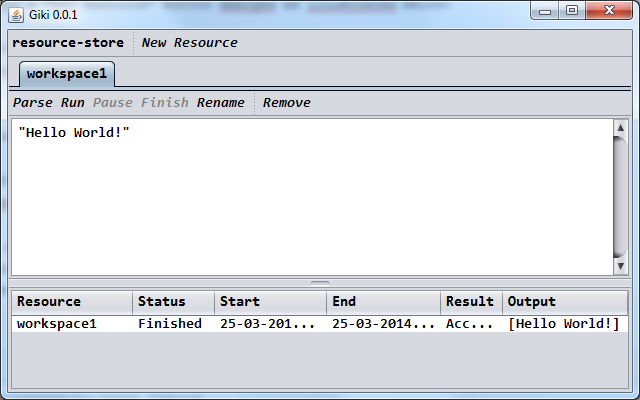 Giki 0.0.1
resource-store New Resource
workspace1
Parse Run Pause Finish Rename Remove
"Hello World!"
Resource Status Start End Result Output
workspace1 Finished 25-03-201... 25-03-2014... Acc... [Hello World!]